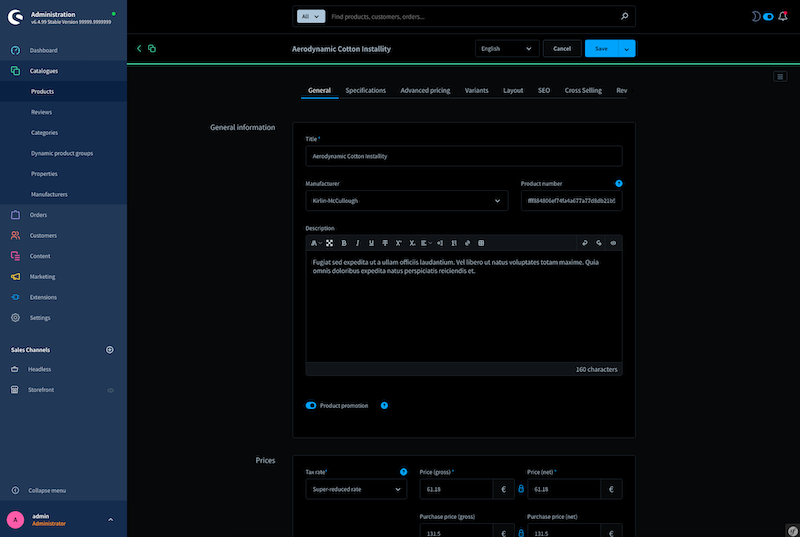 Administration
v6.4.99 Stable Version 99999.9999999
All
Find products, customers, orders...
Aerodynamic Cotton Installity
English
Cancel
Save
Dashboard
Catalogues
Products
Reviews
Categories
Dynamic product groups
Properties
Manufacturers
Orders
Customers
Content
Marketing
Extensions
Settings
Sales Channels
Headless
Storefront
Collapse menu
A
admin
Administrator
General
Specifications
Advanced pricing
Variants
Layout
SEO
Cross Selling
Rev
General information
Title *
Aerodynamic Cotton Installity
Manufacturer
Product number
Kirlin-McCullough
Description
Fugiat sed expedita ut a ullam officiis laudantium. Vel libero ut natus voluptates totam maxime. Quia
omnis doloribus expedita natus perspiciatis reiciendis et.
160 characters
Product promotion
Prices
Tax rate*
Price (gross) *
Price (net) *
Super-reduced rate
61.18
€
61.18
€
Purchase price (gross)
Purchase price (net)
131.5
€
131.5
€